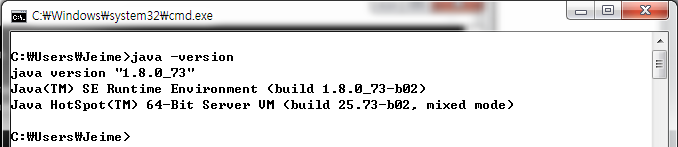 C:₩Windows₩system32₩cmd.exe
C:₩Users₩Jeime>java -version
java version "1.8.0_73"
Java(TM) SE Runtime Environment (build 1.8.0_73-b02)
Java HotSpot(TM) 64-Bit Server VM (build 25.73-b02, mixed mode)
C:₩Users₩Jeime>